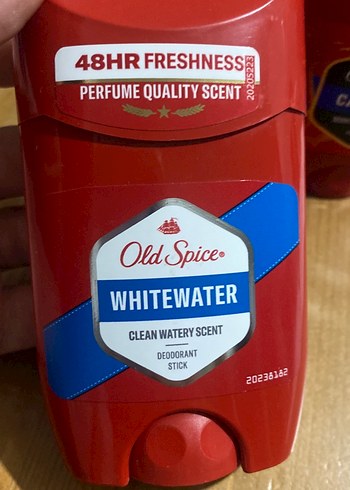 48HR FRESHNESS
PERFUME QUALITY SCENT
20205223
Old Spice®
WHITEWATER
CLEAN WATERY SCENT
DEODORANT
STICK
20238182